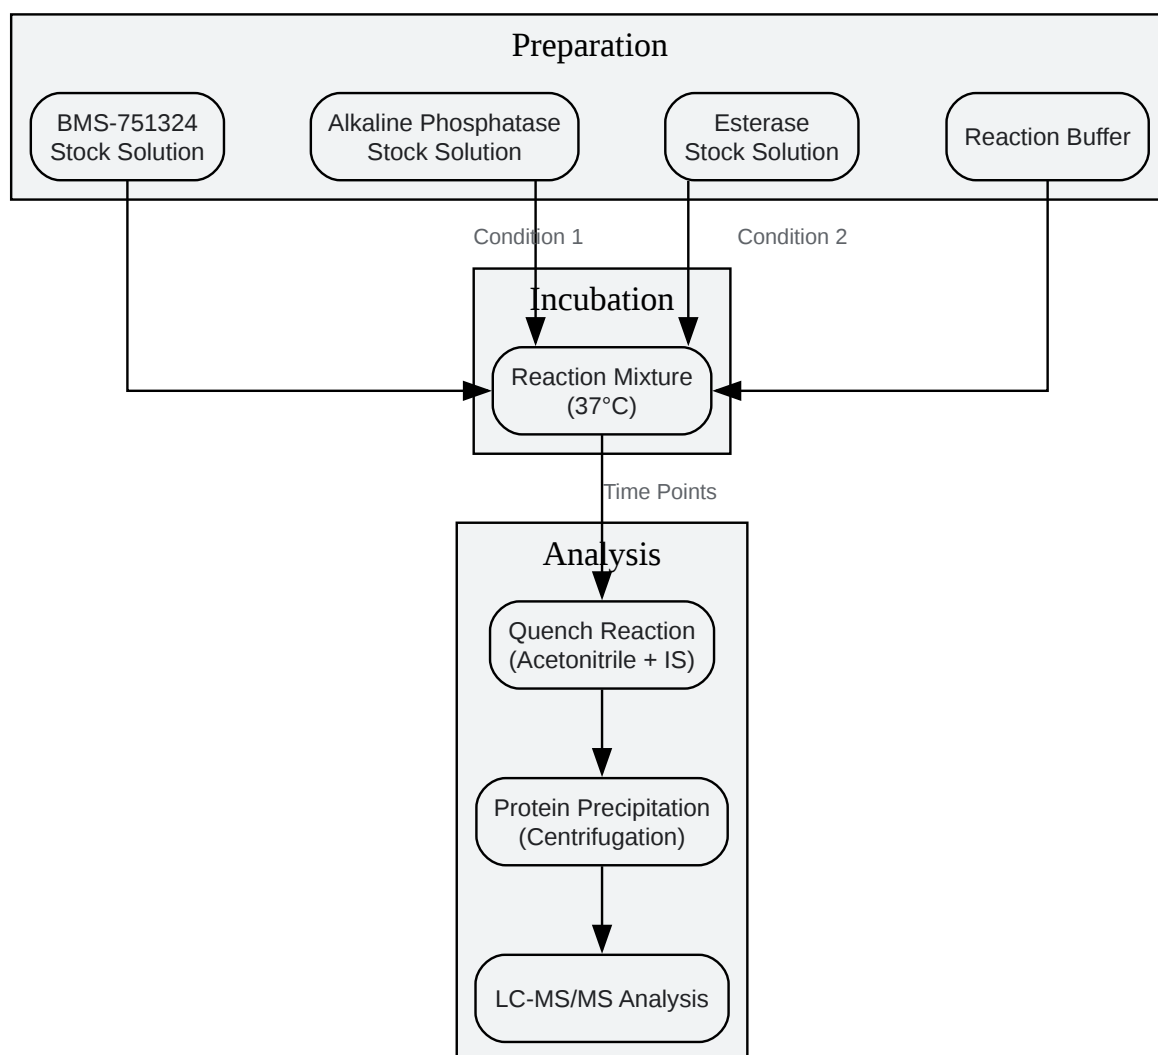 Preparation
BMS-751324
Stock Solution
Alkaline Phosphatase
Stock Solution
Esterase
Stock Solution
Reaction Buffer
Condition 1
Condition 2
Incubation
Reaction Mixture
(37°C)
Time Points
Analysis
Quench Reaction
(Acetonitrile + IS)
Protein Precipitation
(Centrifugation)
LC-MS/MS Analysis